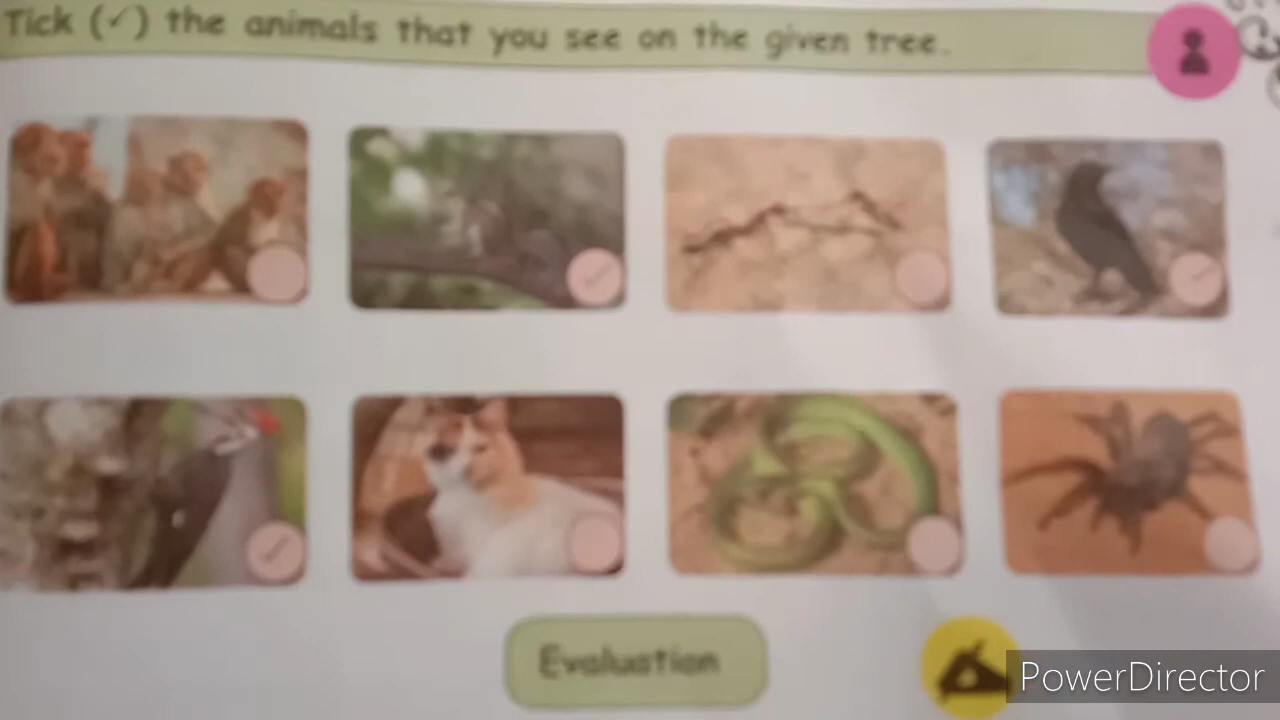 Tick (✓) the animals that you see on the given tree.
Evaluation
PowerDirector